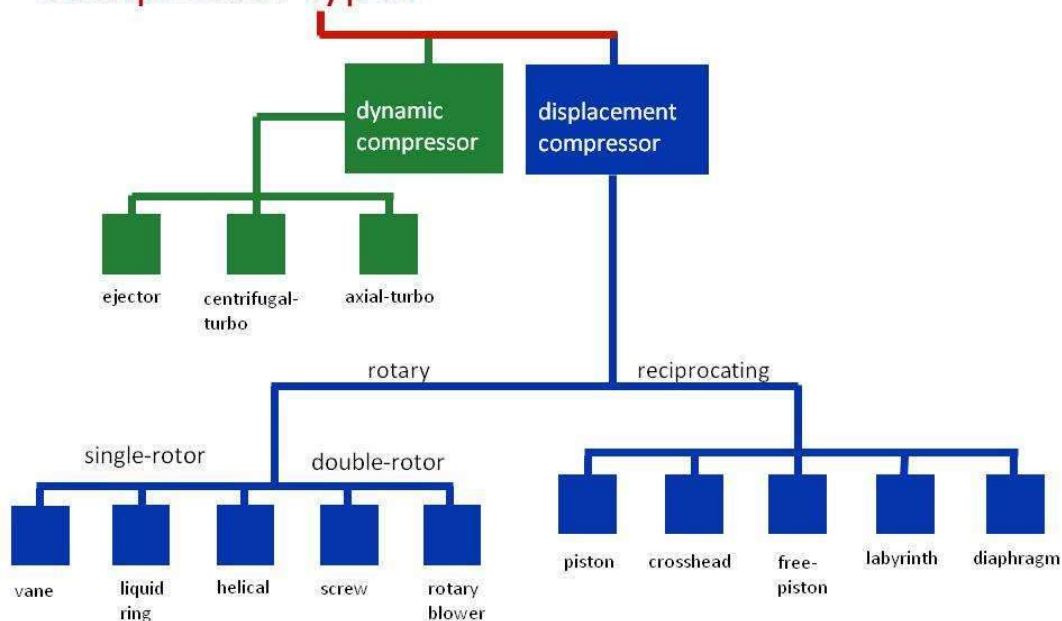 dynamic
compressor
displacement
compressor
ejector
centrifugal-
turbo
axial-turbo
rotary
reciprocating
single-rotor
double-rotor
vane
liquid
ring
helical
screw
rotary
blower
piston
crosshead
free-
piston
labyrinth
diaphragm